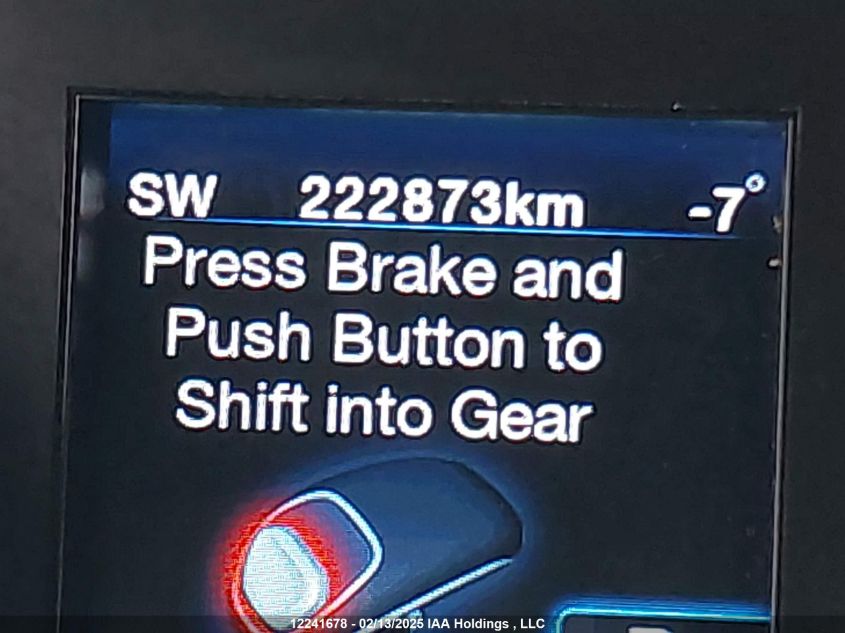 SW 222873km -7°
Press Brake and
Push Button to
Shift into Gear
12241678 - 02/13/2025 IAA Holdings , LLC